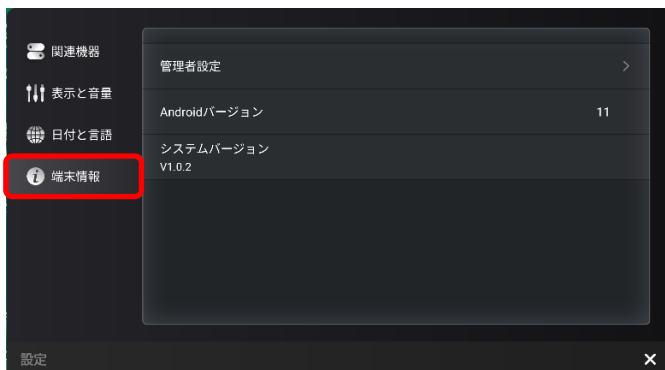 関連機器
表示と音量
日付と言語
端末情報
管理者設定
Androidバージョン 11
システムバージョン
V1.0.2
設定